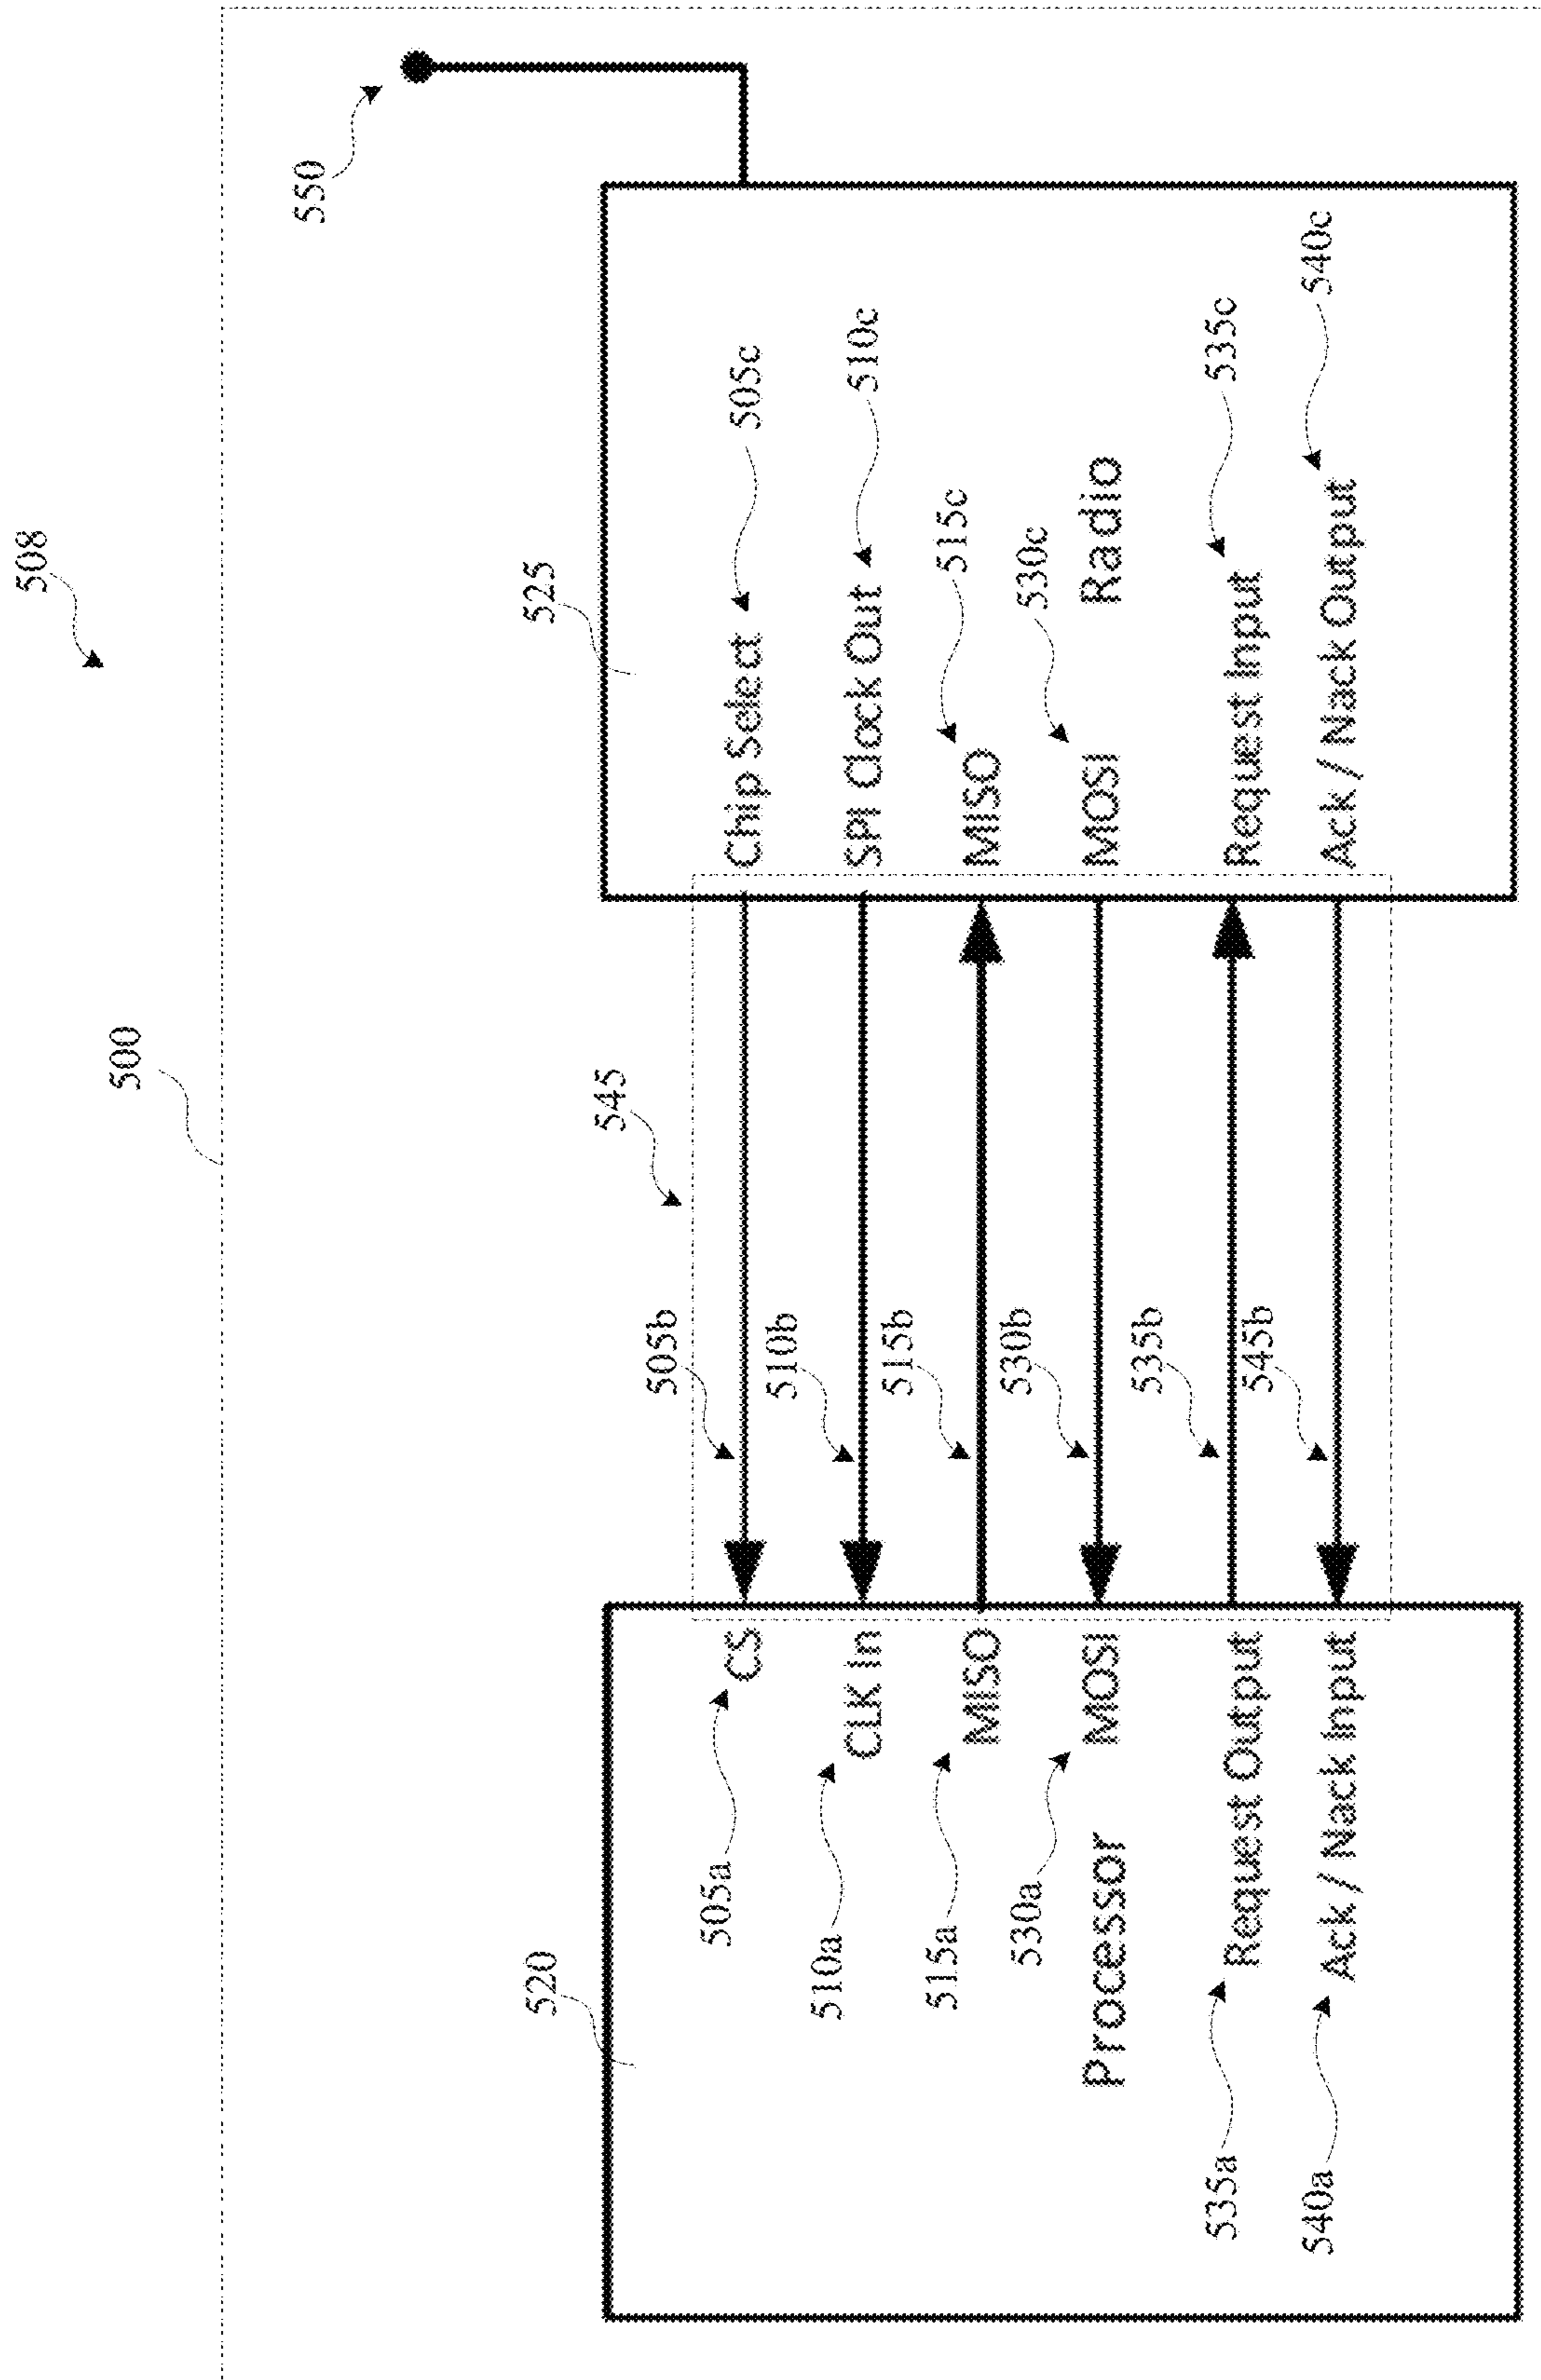 508
500
550
520
525
545
505a
CS
505b
Chip Select
505c
510a
CLK In
510b
SPI Clock Out
510c
515a
MISO
515b
MISO
515c
530a
MOSI
530b
MOSI
530c
Processor
Radio
535a
Request Output
535b
Request Input
535c
540a
Ack / Nack Input
545b
Ack / Nack Output
540c